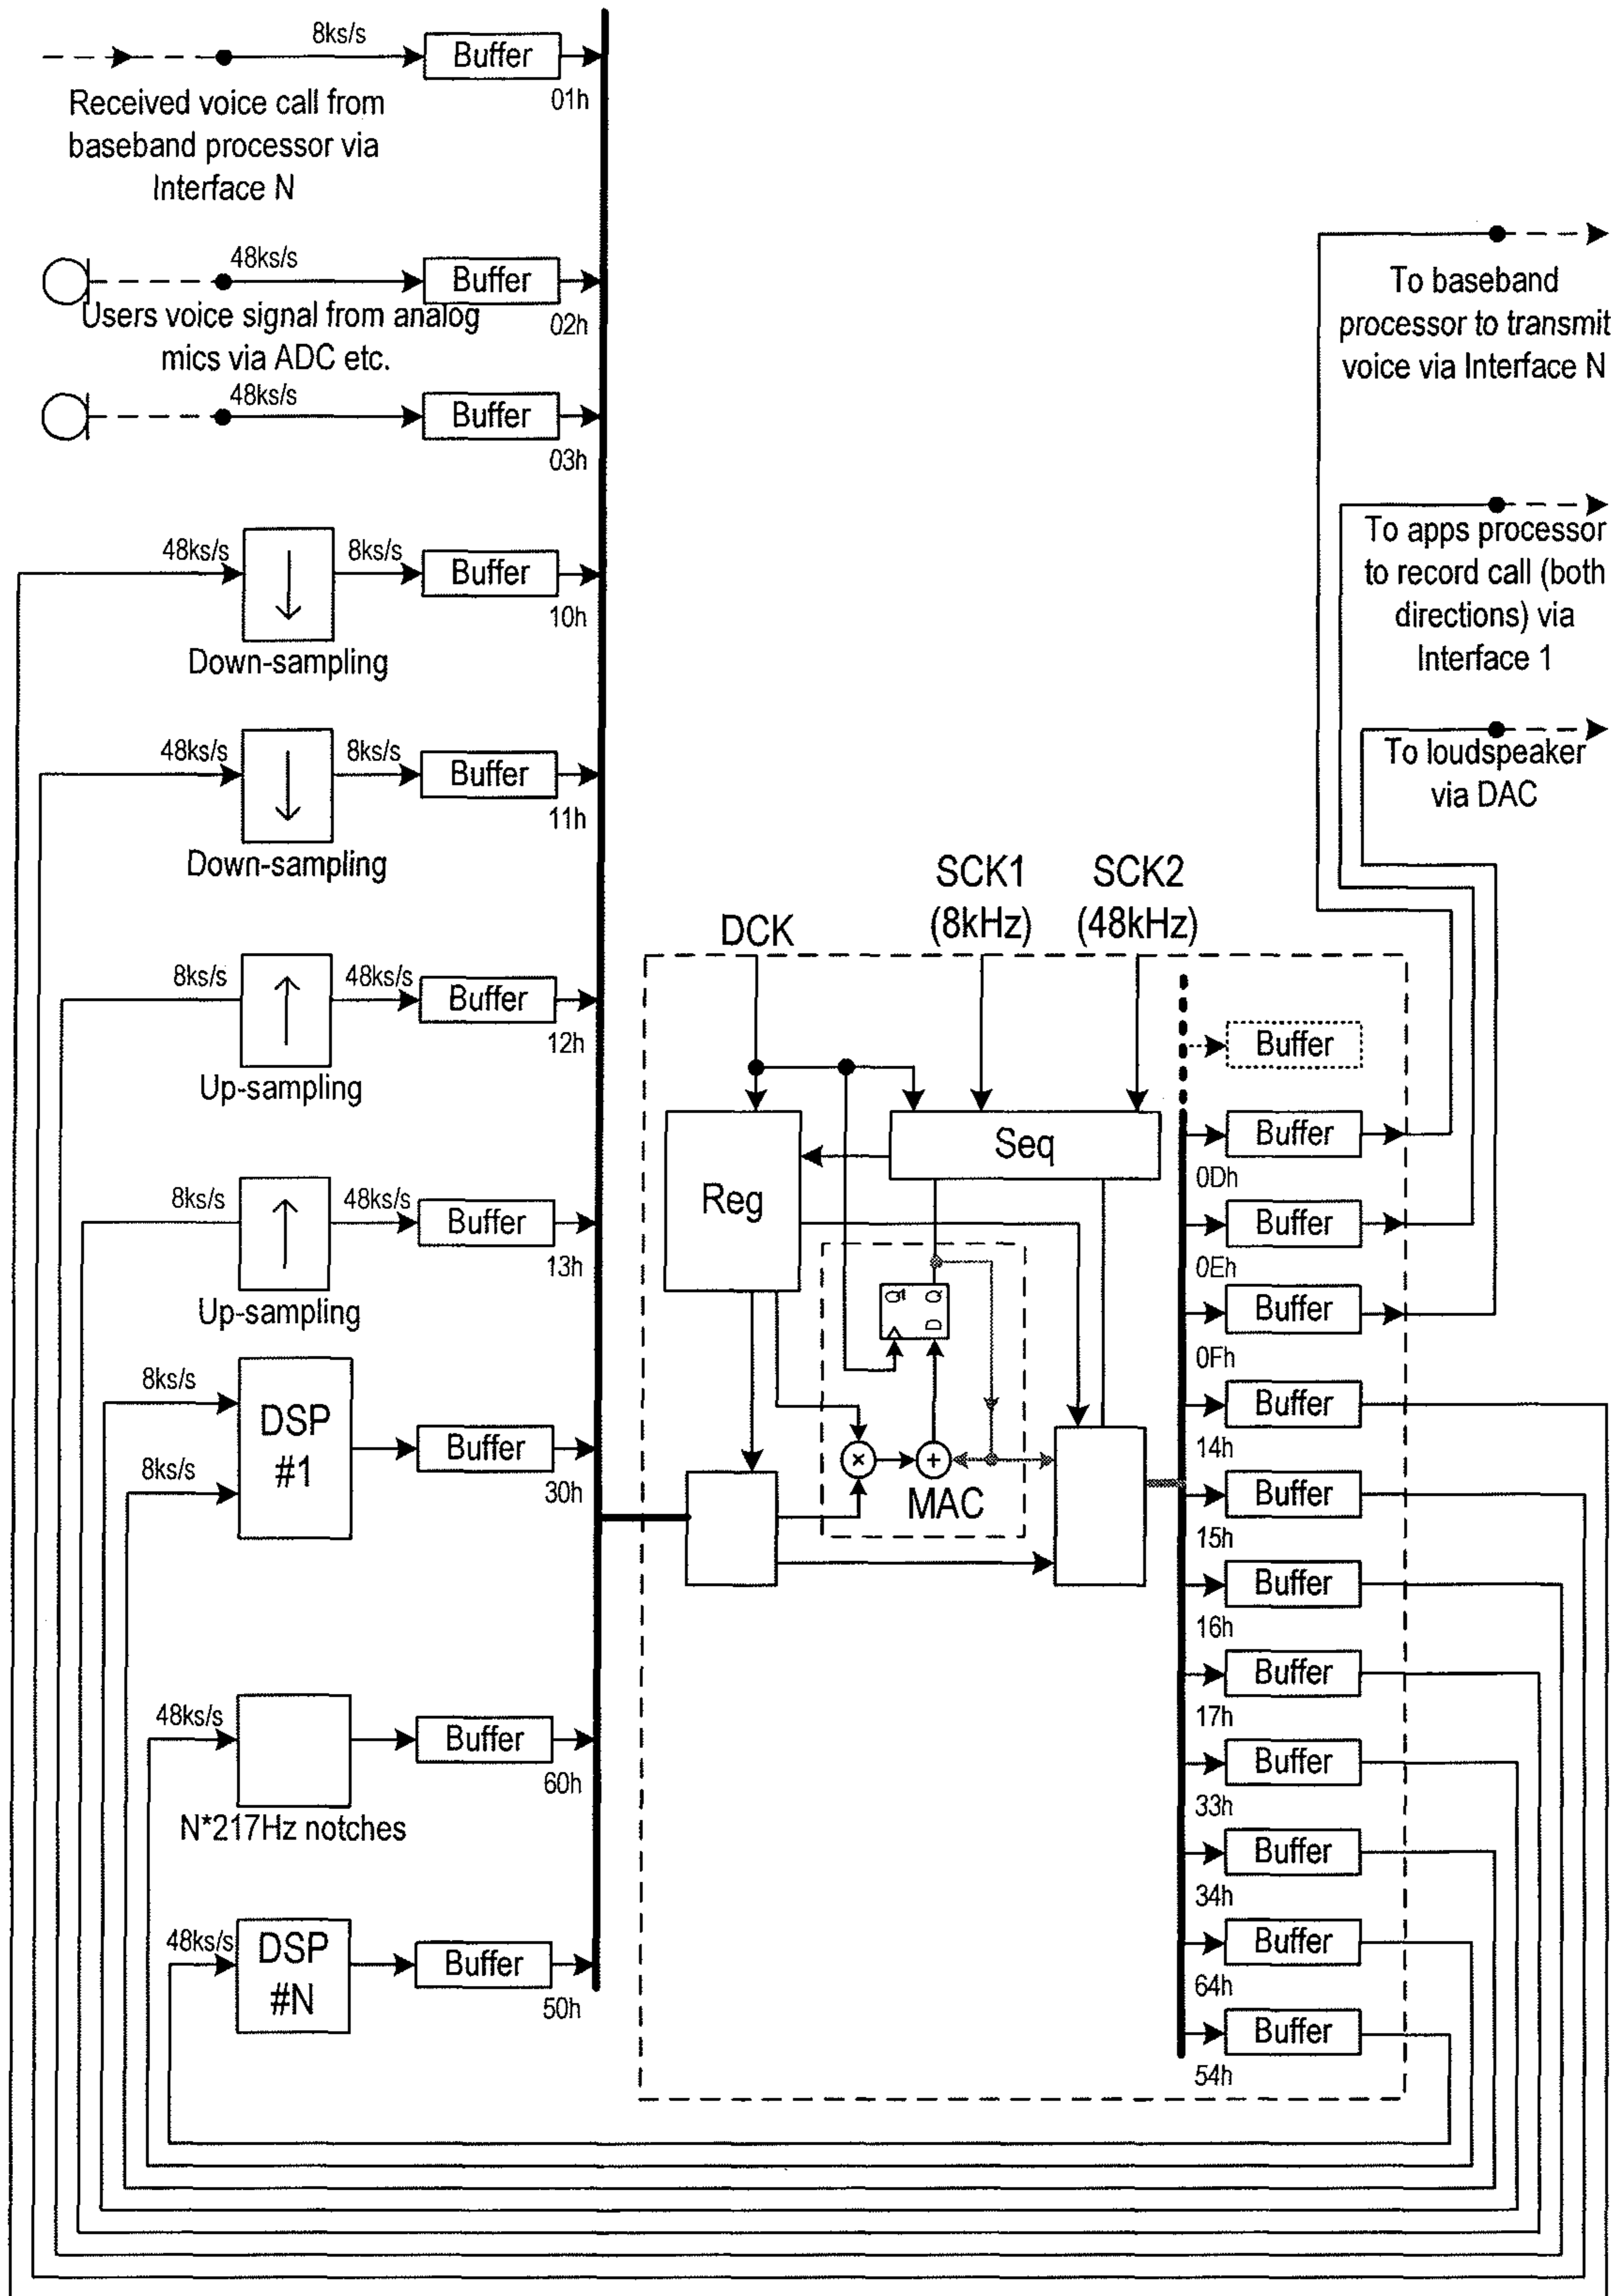 8ks/s
Buffer
01h
Received voice call from
baseband processor via
Interface N
48ks/s
Buffer
02h
Users voice signal from analog
mics via ADC etc.
48ks/s
Buffer
03h
48ks/s
8ks/s
Buffer
10h
Down-sampling
48ks/s
8ks/s
Buffer
11h
Down-sampling
8ks/s
48ks/s
Buffer
12h
Up-sampling
8ks/s
48ks/s
Buffer
13h
Up-sampling
8ks/s
8ks/s
DSP
#1
Buffer
30h
48ks/s
Buffer
60h
N*217Hz notches
48ks/s
DSP
#N
Buffer
50h
To baseband
processor to transmit
voice via Interface N
To apps processor
to record call (both
directions) via
Interface 1
To loudspeaker
via DAC
DCK
SCK1
(8kHz)
SCK2
(48kHz)
Reg
Seq
Q
D
×
+
MAC
Buffer
Buffer
0Dh
Buffer
0Eh
Buffer
0Fh
Buffer
14h
Buffer
15h
Buffer
16h
Buffer
17h
Buffer
33h
Buffer
34h
Buffer
64h
Buffer
54h